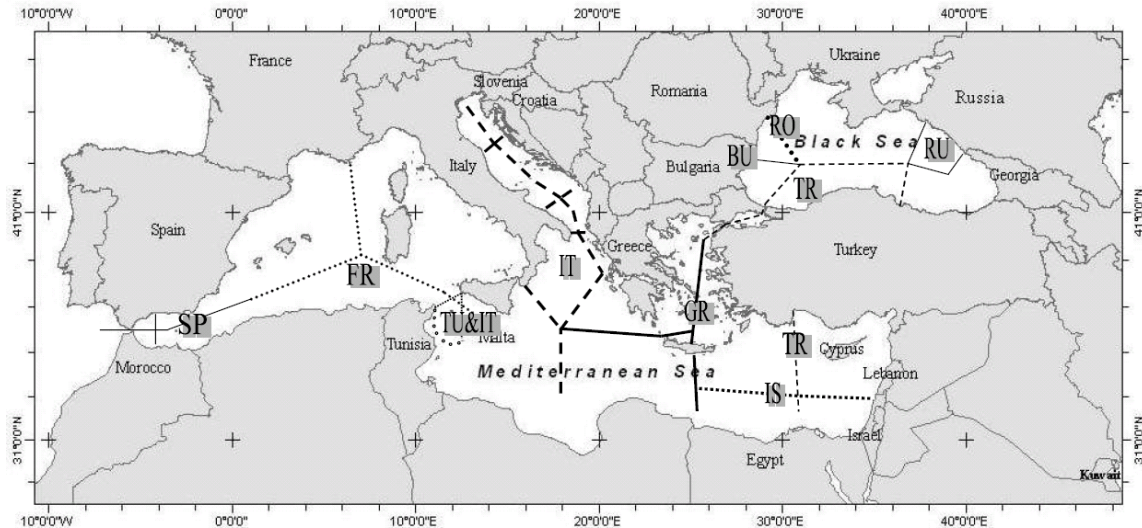 10°0'0"W 0°0'0" 10°0'0"E 20°0'0"E 30°0'0"E 40°0'0"E
Ukraine
France
Slovenia
Croatia
Romania
Russia
RO
Black Sea
Italy
BU
RU
Bulgaria
Georgia
TR
41°0'0"N 41°0'0"N
Spain
Greece
Turkey
IT
FR
GR
SP
TU&IT
Tunisia
Malta
TR
Cyprus
Morocco
Mediterranean Sea
Lebanon
IS
Israel
31°0'0"N 31°0'0"N
Egypt
Kuwait
10°0'0"W 0°0'0" 10°0'0"E 20°0'0"E 30°0'0"E 40°0'0"E